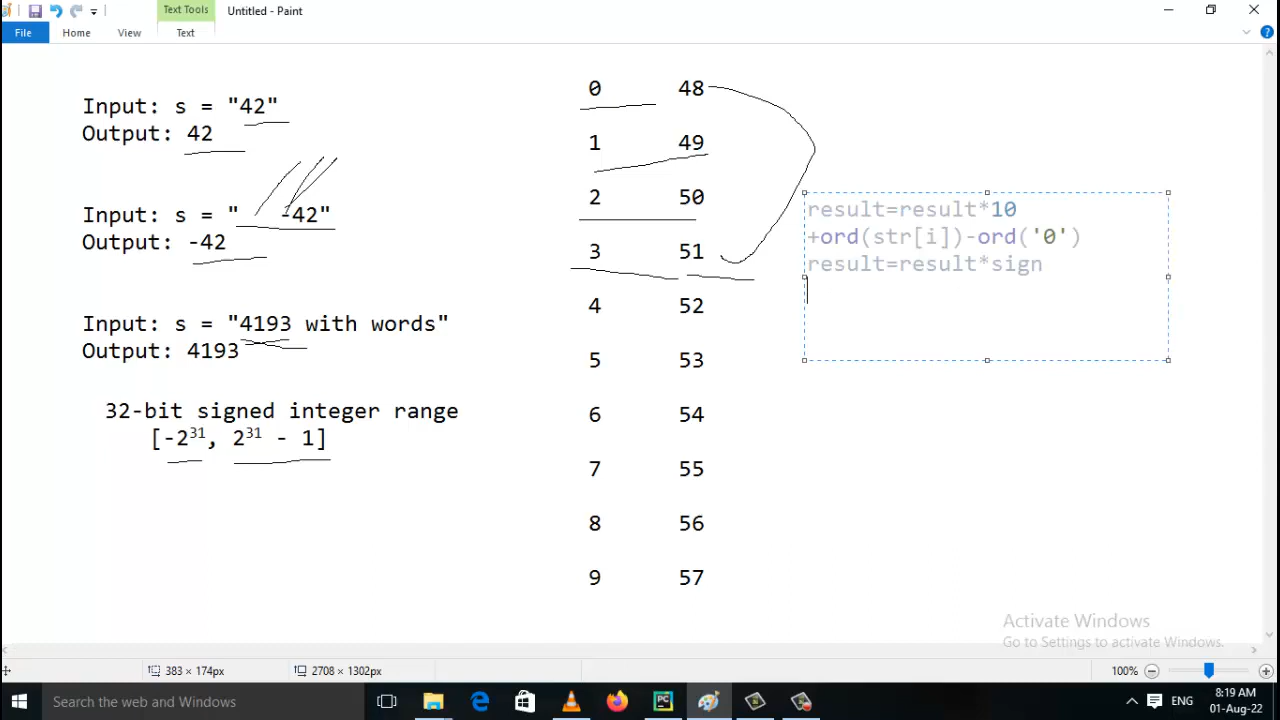 Text Tools
Untitled - Paint
File
Home
View
Text
Input: s = "42"
Output: 42
Input: s = "   -42"
Output: -42
Input: s = "4193 with words"
Output: 4193
32-bit signed integer range
[-2³¹, 2³¹ - 1]
0 48
1 49
2 50
3 51
4 52
5 53
6 54
7 55
8 56
9 57
result=result*10
+ord(str[i])-ord('0')
result=result*sign
Activate Windows
Go to Settings to activate Windows.
383 × 174px
2708 × 1302px
100%
Search the web and Windows
ENG
8:19 AM
01-Aug-22